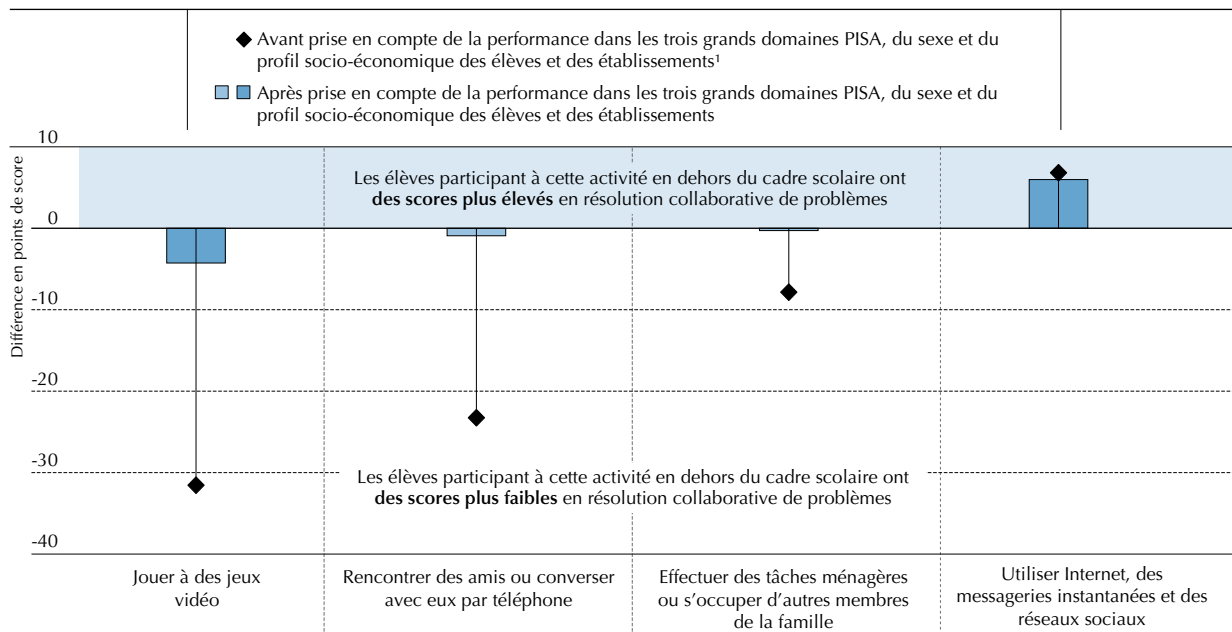 Avant prise en compte de la performance dans les trois grands domaines PISA, du sexe et du
profil socio-économique des élèves et des établissements¹
Après prise en compte de la performance dans les trois grands domaines PISA, du sexe et du
profil socio-économique des élèves et des établissements
Différence en points de score
10
0
-10
-20
-30
-40
Les élèves participant à cette activité en dehors du cadre scolaire ont
des scores plus élevés en résolution collaborative de problèmes
Les élèves participant à cette activité en dehors du cadre scolaire ont
des scores plus faibles en résolution collaborative de problèmes
Jouer à des jeux
vidéo
Rencontrer des amis ou converser
avec eux par téléphone
Effectuer des tâches ménagères
ou s'occuper d'autres membres
de la famille
Utiliser Internet, des
messageries instantanées et des
réseaux sociaux